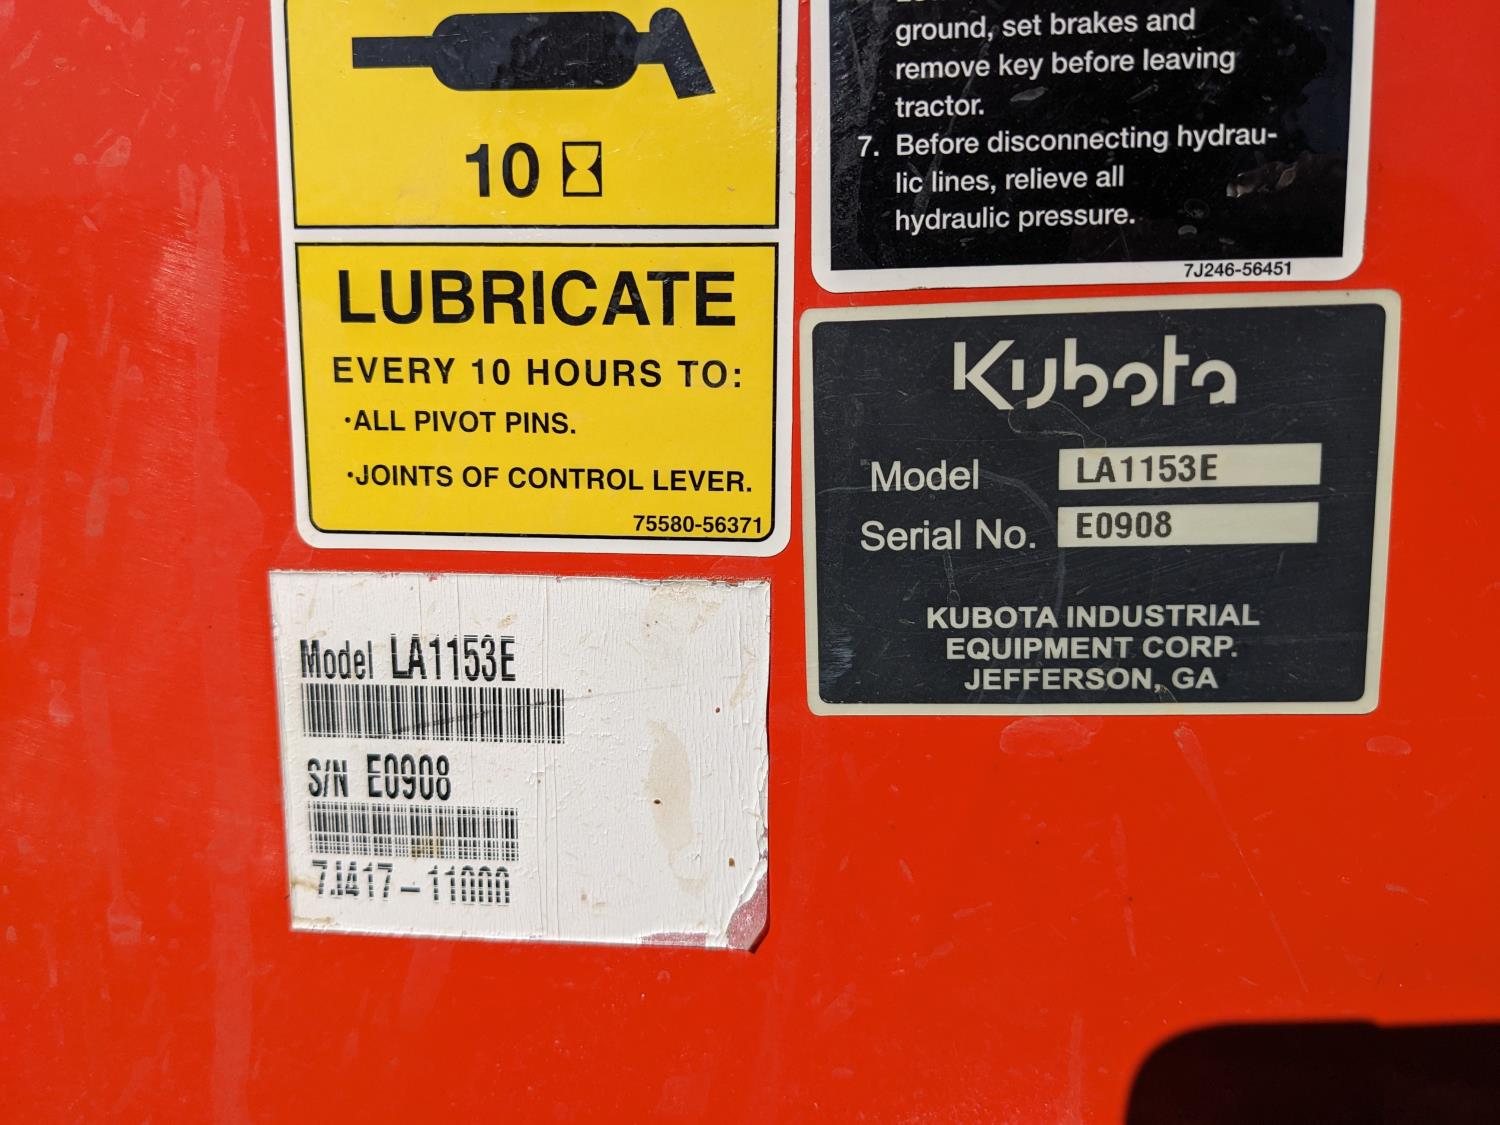 10
LUBRICATE
EVERY 10 HOURS TO:
·ALL PIVOT PINS.
·JOINTS OF CONTROL LEVER.
75580-56371
ground, set brakes and
remove key before leaving
tractor.
7. Before disconnecting hydrau-
lic lines, relieve all
hydraulic pressure.
7J246-56451
Kubota
Model LA1153E
Serial No. E0908
KUBOTA INDUSTRIAL
EQUIPMENT CORP.
JEFFERSON, GA
Model LA1153E
S/N E0908
7J417-11000